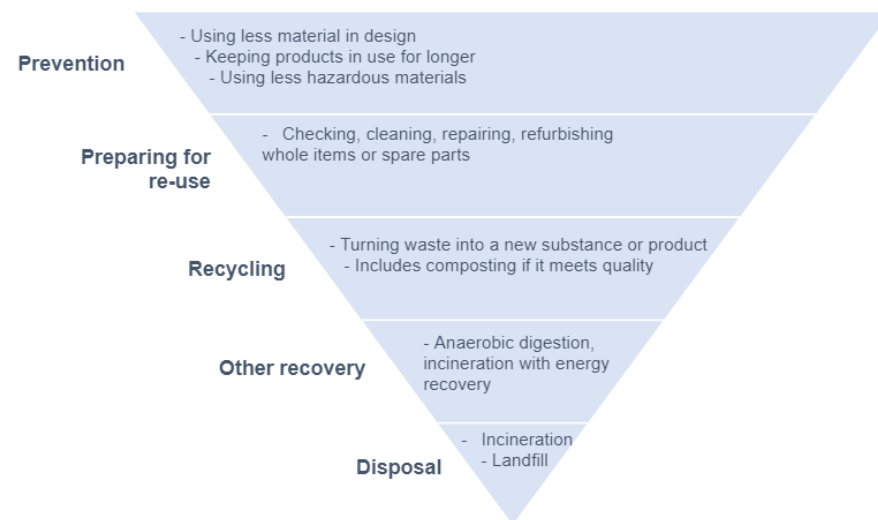 Prevention
- Using less material in design
- Keeping products in use for longer
- Using less hazardous materials
Preparing for
re-use
- Checking, cleaning, repairing, refurbishing
whole items or spare parts
Recycling
- Turning waste into a new substance or product
- Includes composting if it meets quality
Other recovery
- Anaerobic digestion,
incineration with energy
recovery
Disposal
- Incineration
- Landfill